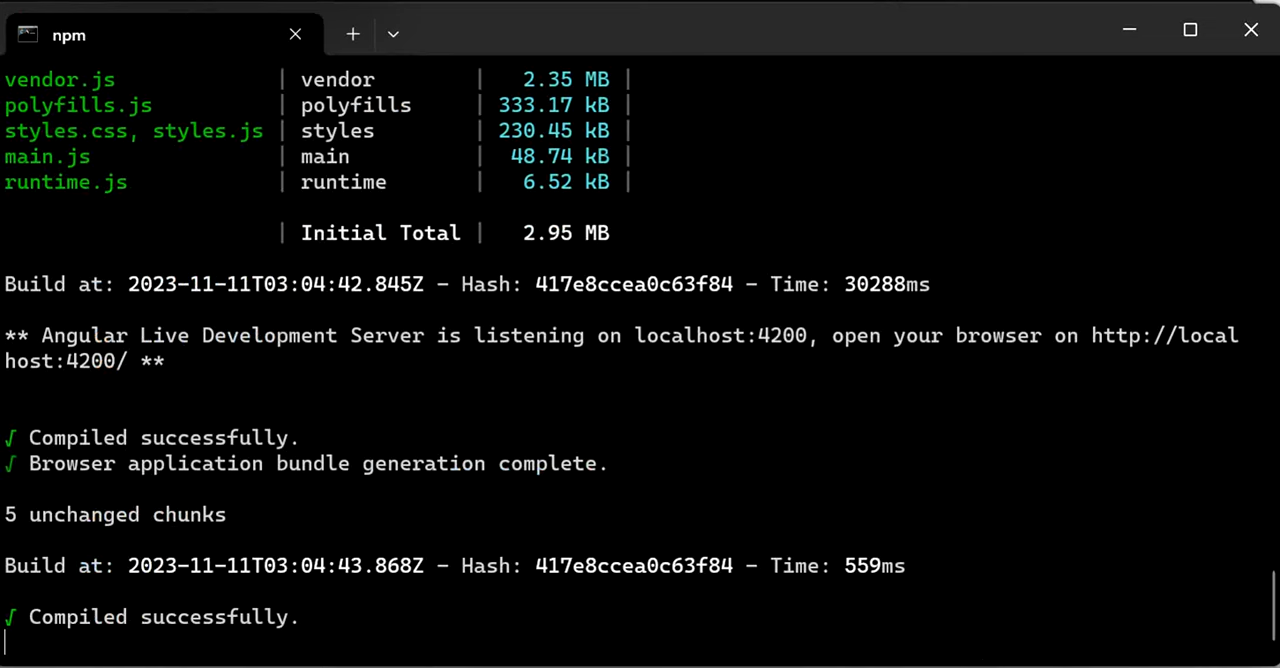 npm
vendor.js | vendor | 2.35 MB |
polyfills.js | polyfills | 333.17 kB |
styles.css, styles.js | styles | 230.45 kB |
main.js | main | 48.74 kB |
runtime.js | runtime | 6.52 kB |
| Initial Total | 2.95 MB
Build at: 2023-11-11T03:04:42.845Z - Hash: 417e8ccea0c63f84 - Time: 30288ms
** Angular Live Development Server is listening on localhost:4200, open your browser on http://local
host:4200/ **
√ Compiled successfully.
√ Browser application bundle generation complete.
5 unchanged chunks
Build at: 2023-11-11T03:04:43.868Z - Hash: 417e8ccea0c63f84 - Time: 559ms
√ Compiled successfully.